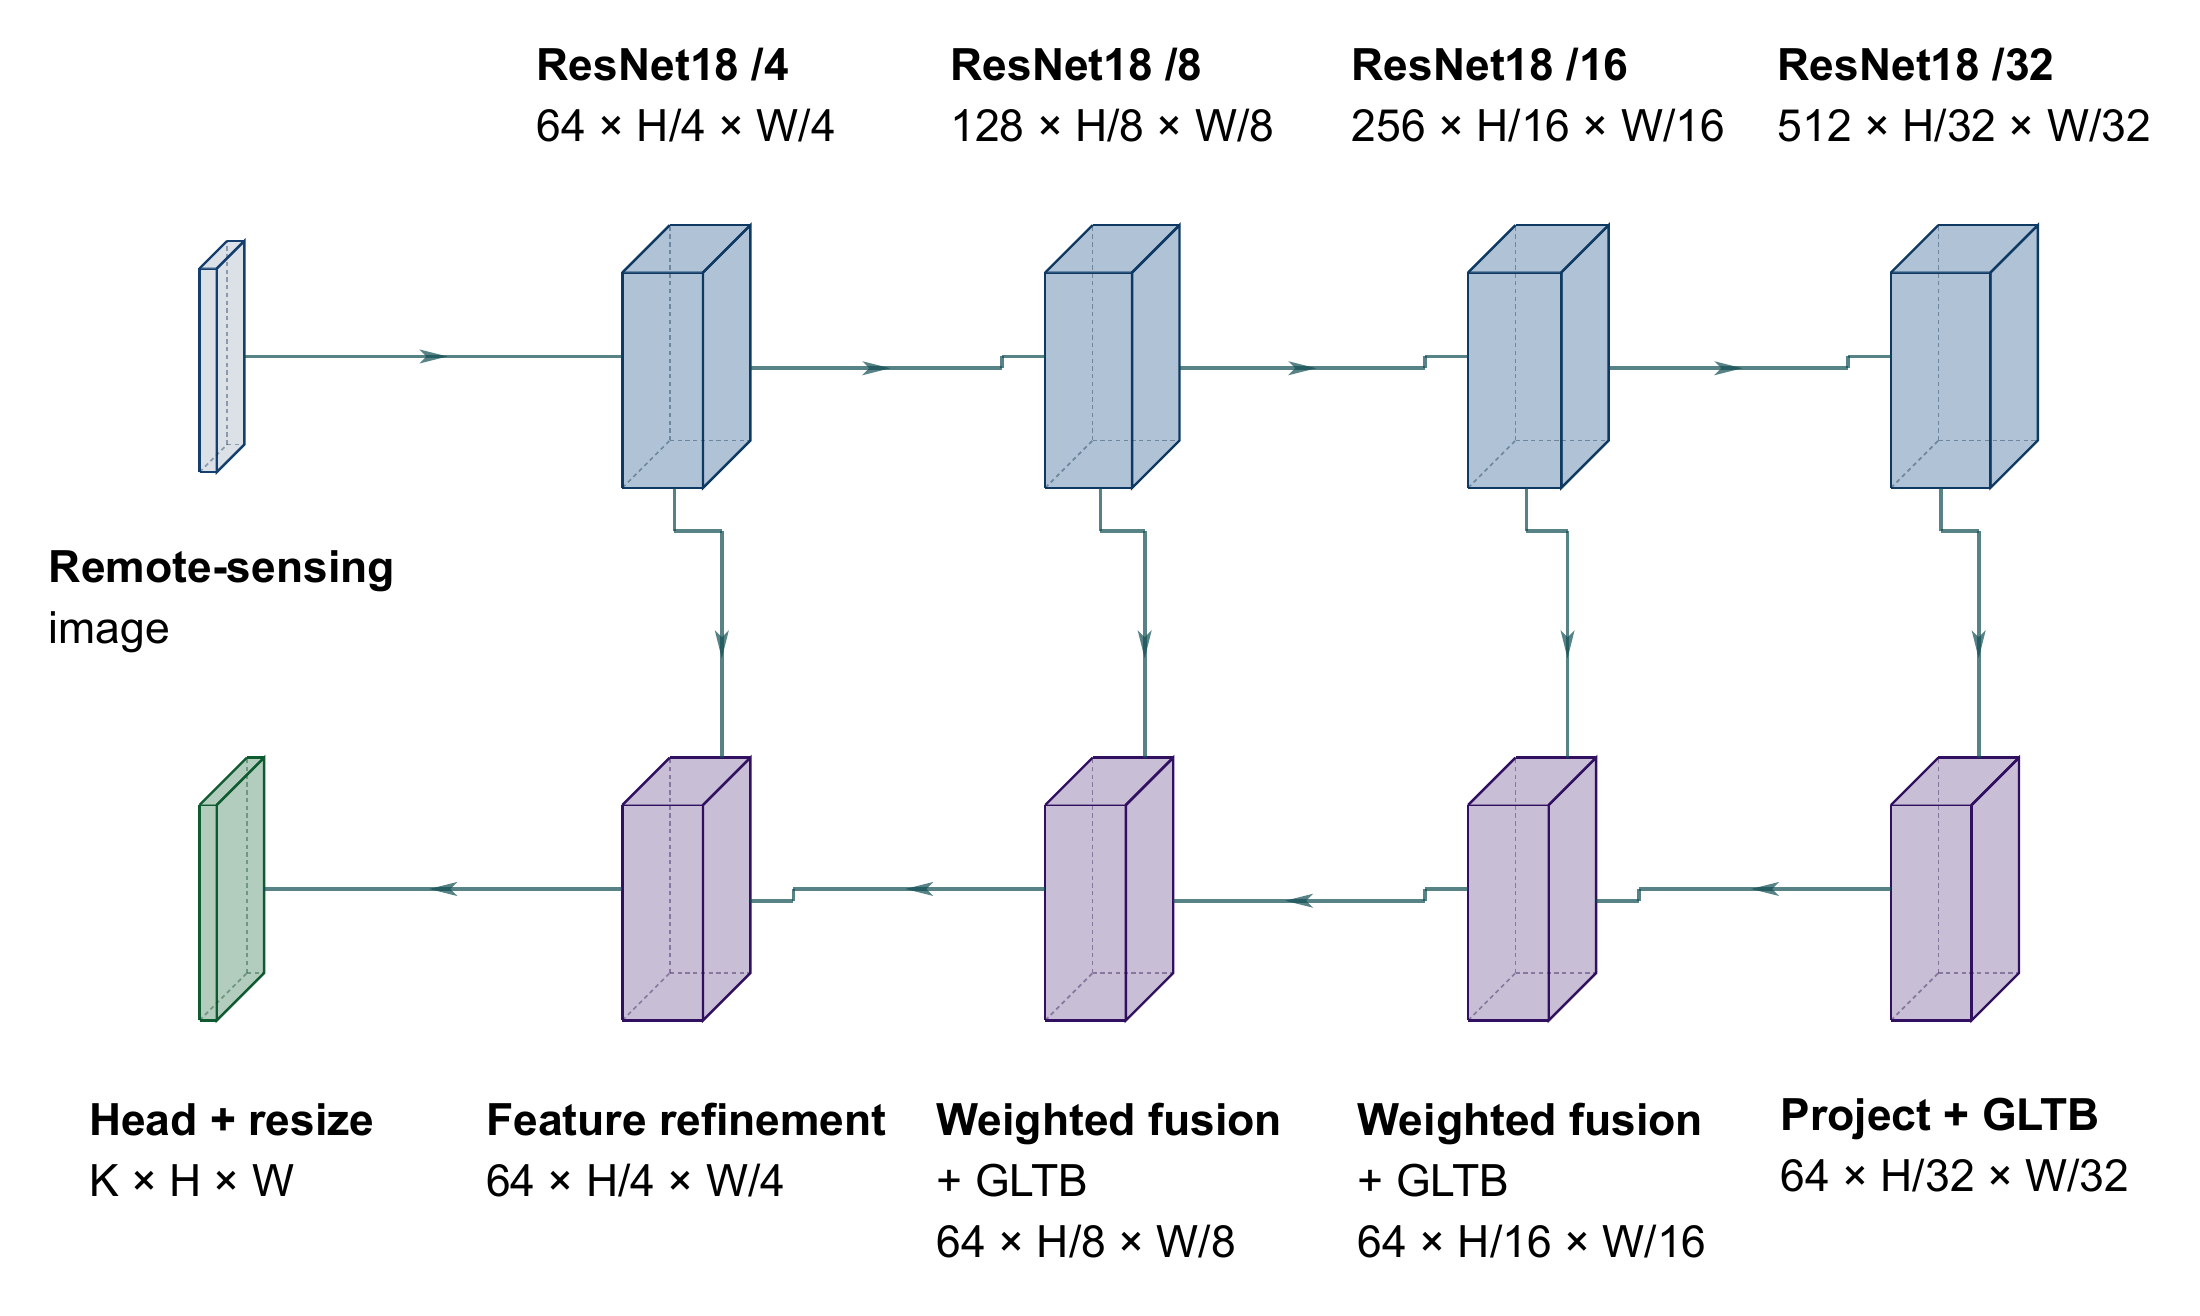 ResNet18 /4
64 × H/4 × W/4
ResNet18 /8
128 × H/8 × W/8
ResNet18 /16
256 × H/16 × W/16
ResNet18 /32
512 × H/32 × W/32
Remote-sensing
image
Head + resize
K × H × W
Feature refinement
64 × H/4 × W/4
Weighted fusion
+ GLTB
64 × H/8 × W/8
Weighted fusion
+ GLTB
64 × H/16 × W/16
Project + GLTB
64 × H/32 × W/32